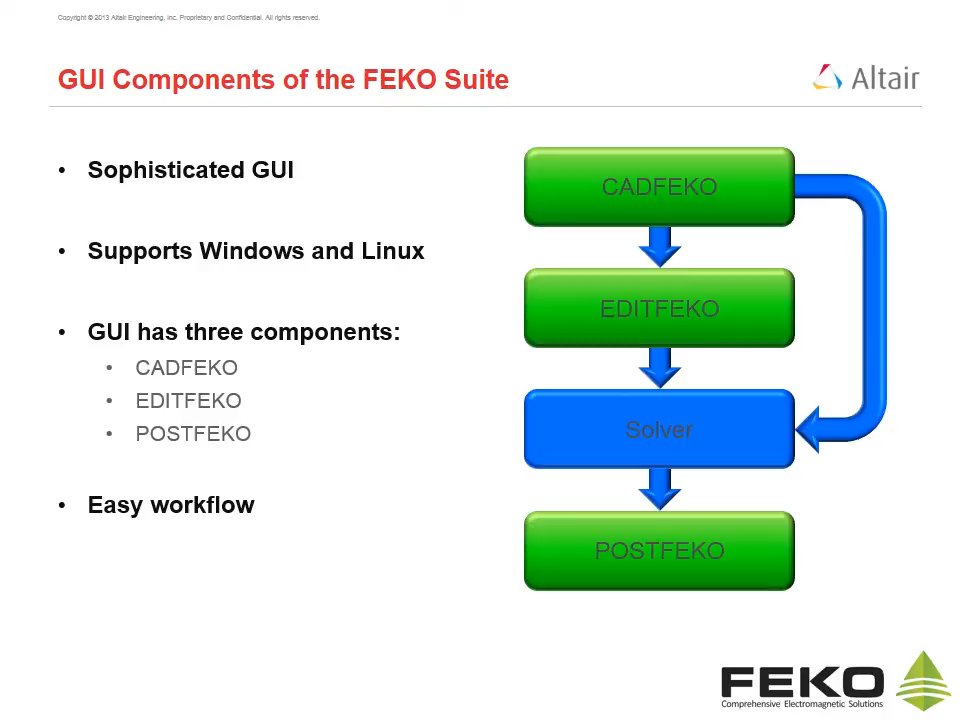 Copyright © 2013 Altair Engineering, Inc. Proprietary and Confidential. All rights reserved.
GUI Components of the FEKO Suite
Altair
• Sophisticated GUI
• Supports Windows and Linux
• GUI has three components:
• CADFEKO
• EDITFEKO
• POSTFEKO
• Easy workflow
CADFEKO
EDITFEKO
Solver
POSTFEKO
FEKO
Comprehensive Electromagnetic Solutions